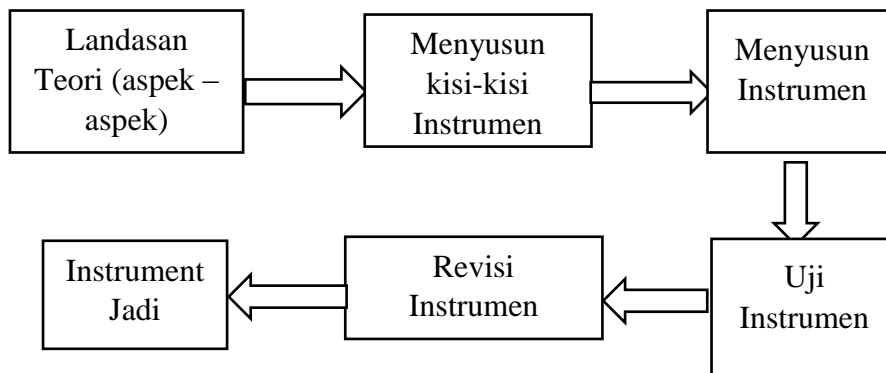 Landasan
Teori (aspek –
aspek)
Menyusun
kisi-kisi
Instrumen
Menyusun
Instrumen
Uji
Instrumen
Revisi
Instrumen
Instrument
Jadi